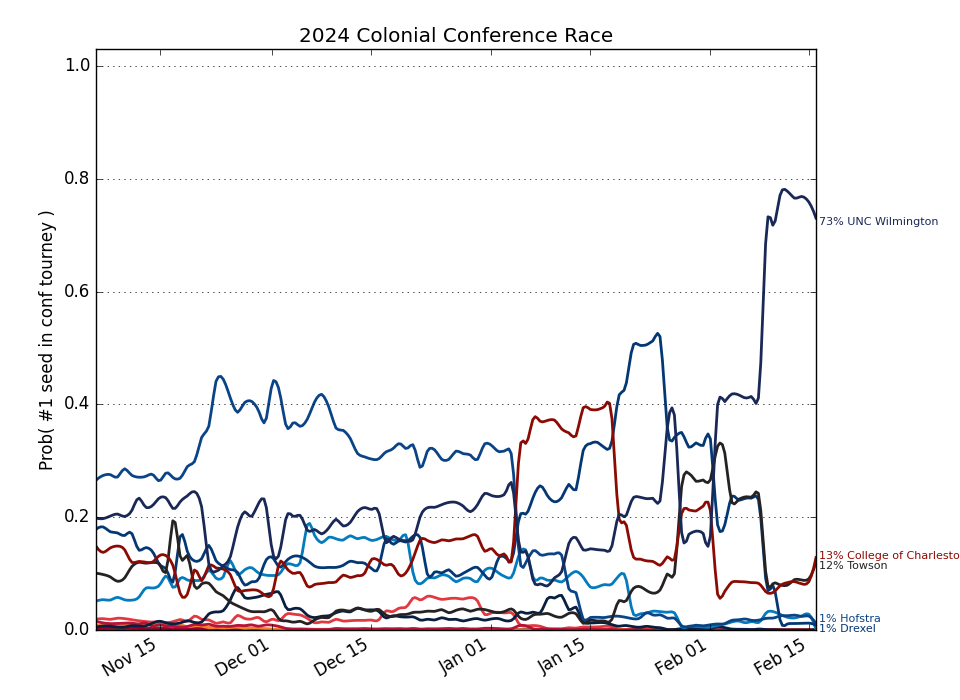 2024 Colonial Conference Race
Prob( #1 seed in conf tourney )
1.0
0.8
0.6
0.4
0.2
0.0
73% UNC Wilmington
13% College of Charlesto
12% Towson
1% Hofstra
1% Drexel
Nov 15
Dec 01
Dec 15
Jan 01
Jan 15
Feb 01
Feb 15